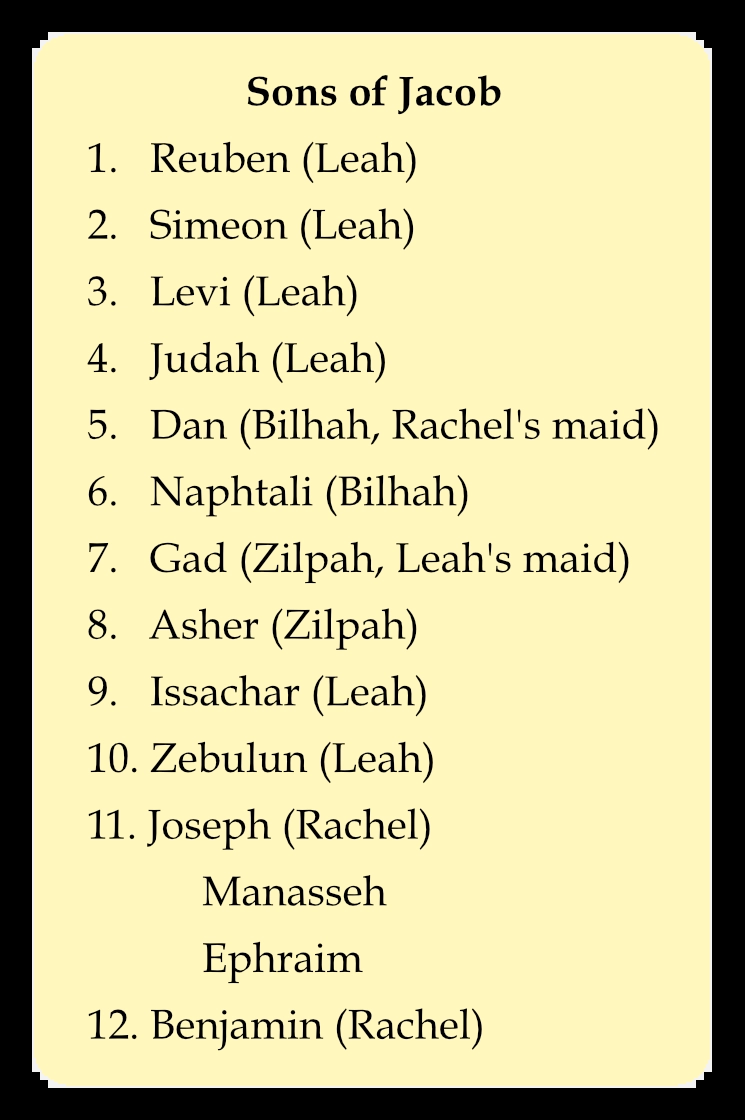 Sons of Jacob
1. Reuben (Leah)
2. Simeon (Leah)
3. Levi (Leah)
4. Judah (Leah)
5. Dan (Bilhah, Rachel's maid)
6. Naphtali (Bilhah)
7. Gad (Zilpah, Leah's maid)
8. Asher (Zilpah)
9. Issachar (Leah)
10. Zebulun (Leah)
11. Joseph (Rachel)
Manasseh
Ephraim
12. Benjamin (Rachel)